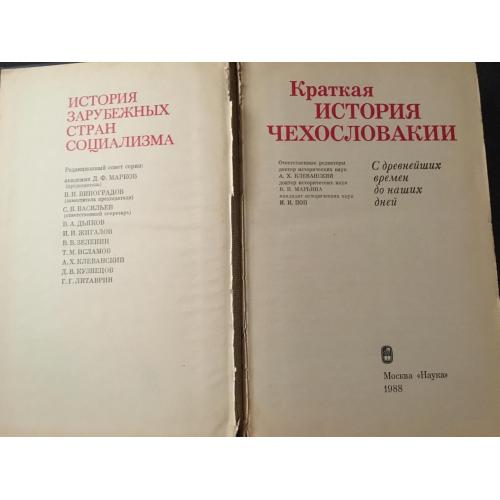 ИСТОРИЯ
ЗАРУБЕЖНЫХ
СТРАН
СОЦИАЛИЗМА
Редакционный совет серии:
академик Д. Ф. МАРКОВ
(председатель)
В. Н. ВИНОГРАДОВ
(заместитель председателя)
С. В. ВАСИЛЬЕВ
(ответственный секретарь)
В. А. ДЬЯКОВ
И. И. ЖИГАЛОВ
В. В. ЗЕЛЕНИН
Т. М. ИСЛАМОВ
А. Х. КЛЕВАНСКИЙ
Д. В. КУЗНЕЦОВ
Г. Г. ЛИТАВРИН
Краткая
ИСТОРИЯ
ЧЕХОСЛОВАКИИ
Ответственные редакторы
доктор исторических наук
А. Х. КЛЕВАНСКИЙ
доктор исторических наук
В. В. МАРЬИНА
кандидат исторических наук
И. И. ПОП
С древнейших
времен
до наших
дней
Москва «Наука»
1988